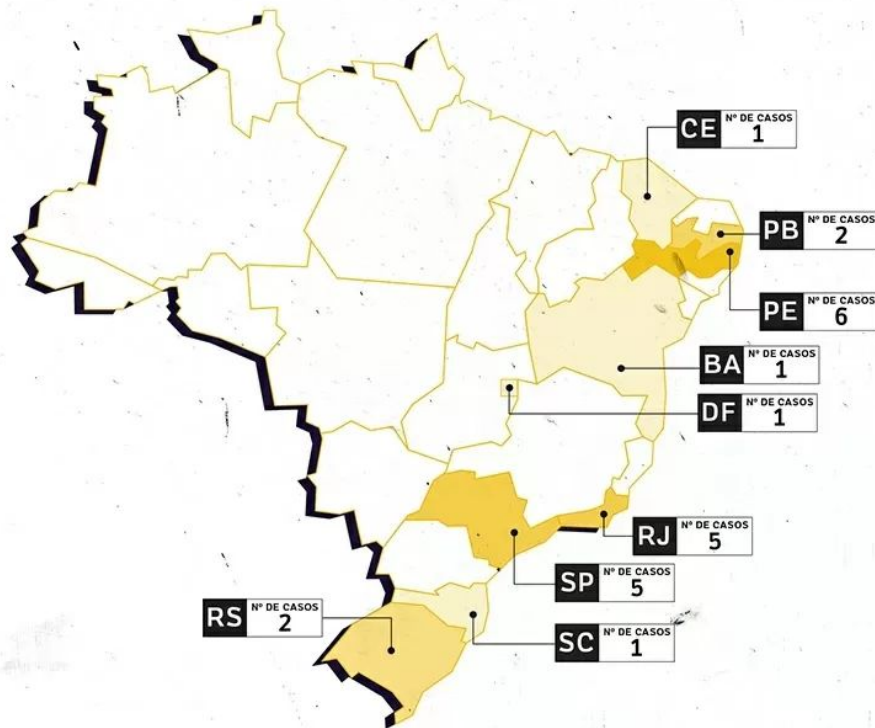 CE
Nº DE CASOS
1
PB
Nº DE CASOS
2
PE
Nº DE CASOS
6
BA
Nº DE CASOS
1
DF
Nº DE CASOS
1
RJ
Nº DE CASOS
5
SP
Nº DE CASOS
5
RS
Nº DE CASOS
2
SC
Nº DE CASOS
1